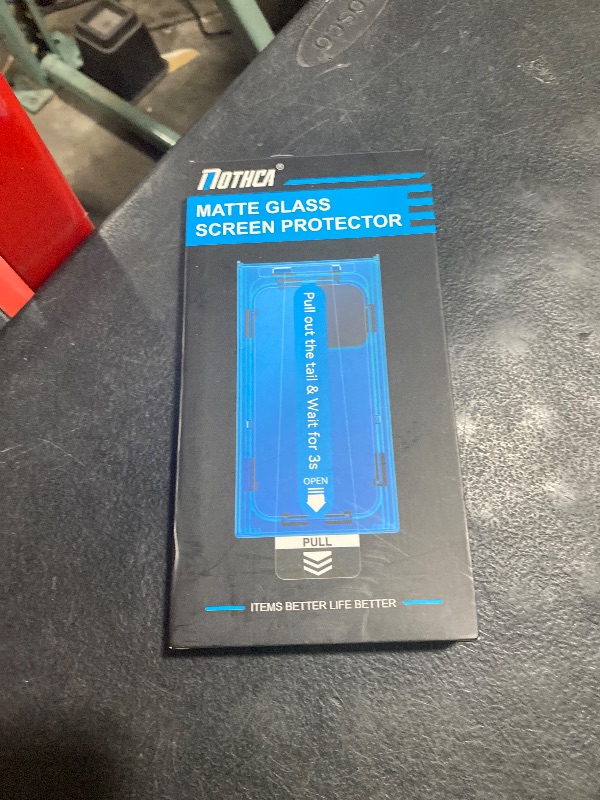 NOTHCA®
MATTE GLASS
SCREEN PROTECTOR
Pull out the tail & Wait for 3s
OPEN
PULL
ITEMS BETTER LIFE BETTER